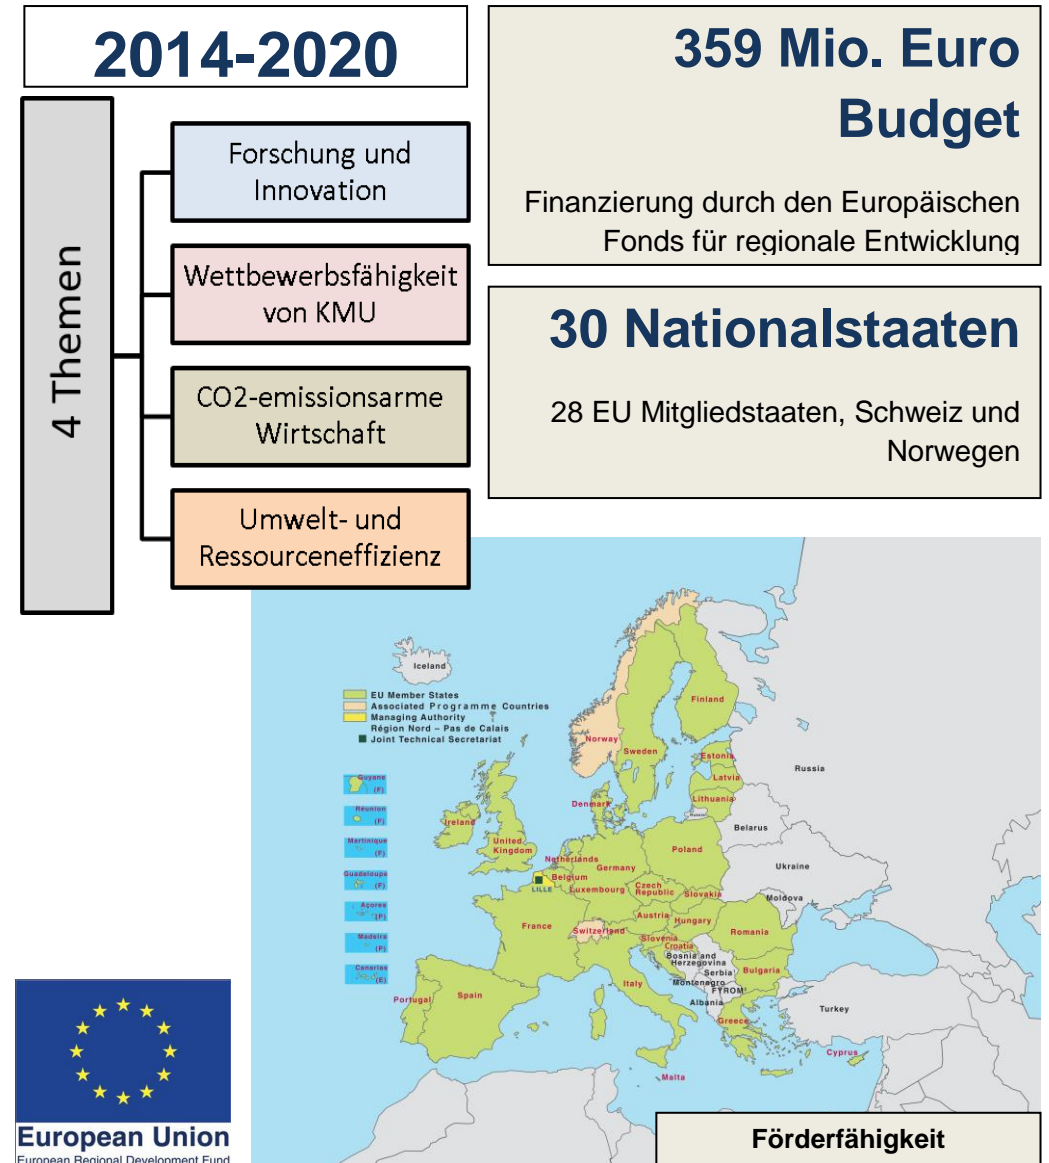 2014-2020
4 Themen
Forschung und
Innovation
Wettbewerbsfähigkeit
von KMU
CO2-emissionsarme
Wirtschaft
Umwelt- und
Ressourceneffizienz
359 Mio. Euro
Budget
Finanzierung durch den Europäischen
Fonds für regionale Entwicklung
30 Nationalstaaten
28 EU Mitgliedstaaten, Schweiz und
Norwegen
Iceland
EU Member States
Associated Programme Countries
Managing Authority
Région Nord – Pas de Calais
Joint Technical Secretariat
Guyane
(F)
Réunion
(F)
Martinique
(F)
Guadeloupe
(F)
Açores
(P)
Madeira
(P)
Canarias
(E)
Finland
Norway
Sweden
Estonia
Latvia
Lithuania
Russia
Denmark
Belarus
Ireland
United
Kingdom
Netherlands
Germany
Poland
Ukraine
Belgium
LILLE
Luxembourg
Czech
Republic
Slovakia
Moldova
France
Austria
Hungary
Switzerland
Slovenia
Romania
Croatia
Bosnia and
Herzegovina
Serbia
Bulgaria
Italy
Montenegro
FYROM
Albania
Portugal
Spain
Greece
Turkey
Cyprus
Malta
European Union
European Regional Development Fund
Förderfähigkeit